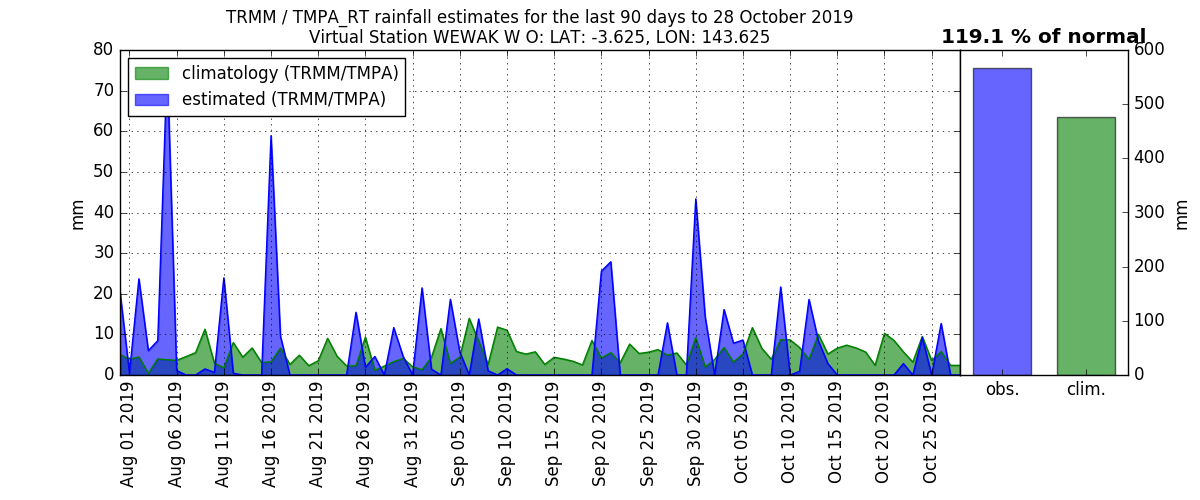 TRMM / TMPA_RT rainfall estimates for the last 90 days to 28 October 2019
Virtual Station WEWAK W O: LAT: -3.625, LON: 143.625
119.1 % of normal
climatology (TRMM/TMPA)
estimated (TRMM/TMPA)
80
70
60
50
40
30
20
10
0
mm
Aug 01 2019
Aug 06 2019
Aug 11 2019
Aug 16 2019
Aug 21 2019
Aug 26 2019
Aug 31 2019
Sep 05 2019
Sep 10 2019
Sep 15 2019
Sep 20 2019
Sep 25 2019
Sep 30 2019
Oct 05 2019
Oct 10 2019
Oct 15 2019
Oct 20 2019
Oct 25 2019
600
500
400
300
200
100
0
mm
obs.
clim.